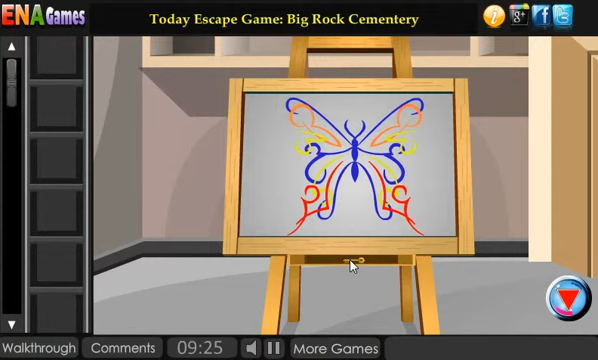 ENA Games
Today Escape Game: Big Rock Cementery
i
g+
f
Walkthrough
Comments
09:25
More Games